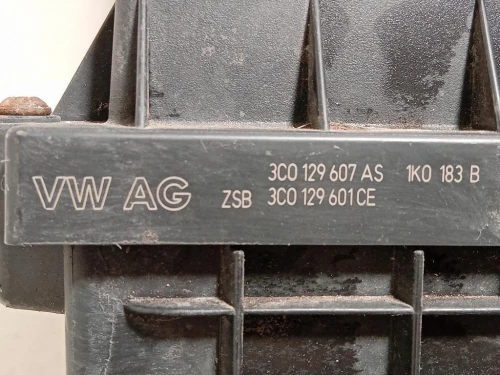 VW AG
3C0 129 607 AS 1K0 183 B
ZSB 3C0 129 601 CE